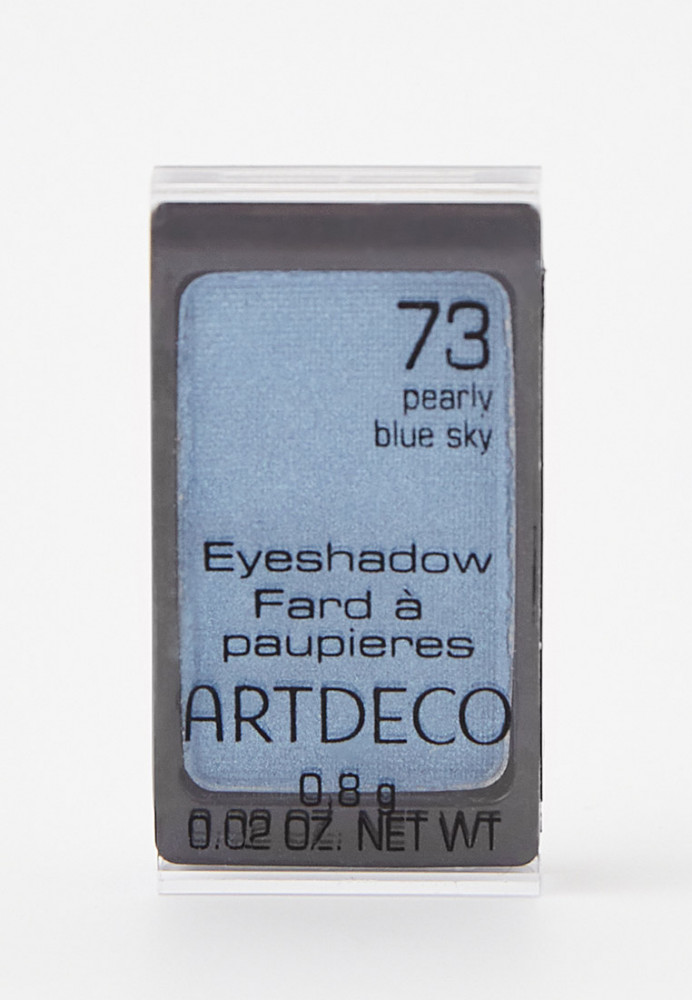 73
pearly
blue sky
Eyeshadow
Fard à
paupieres
ARTDECO
0,8 g
0.02 OZ. NET WT